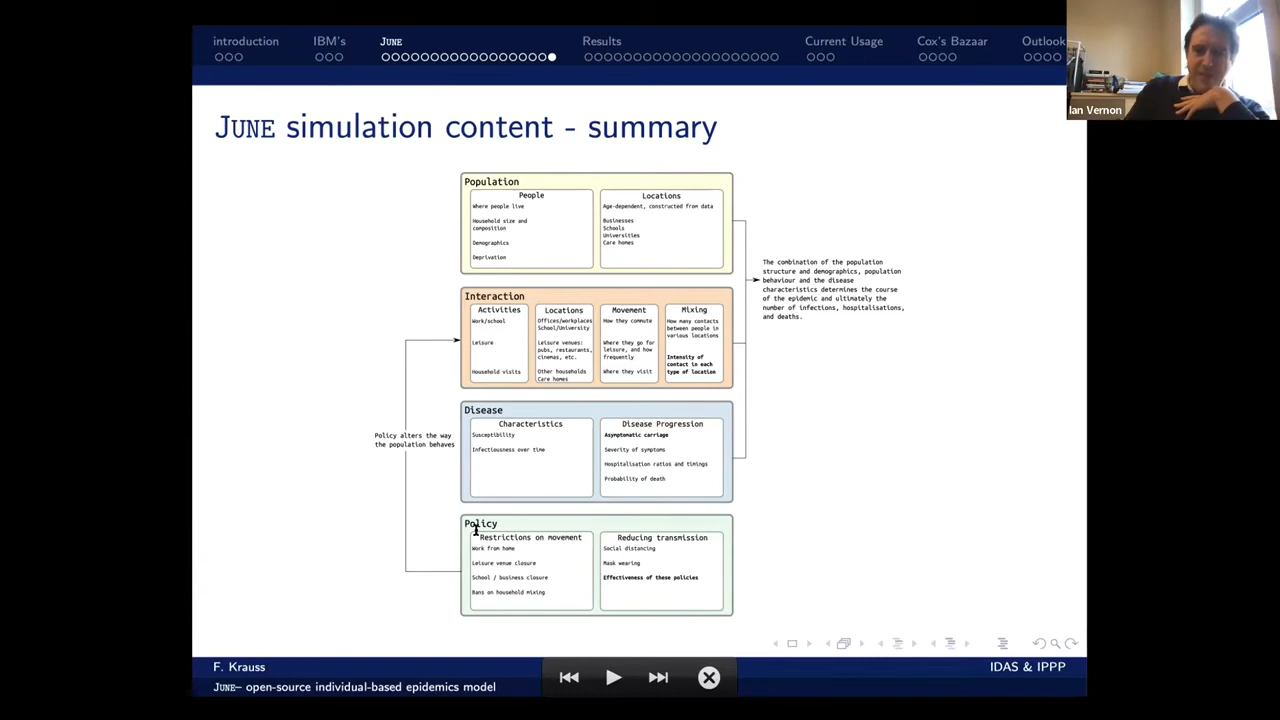 introduction
IBM's
JUNE
Results
Current Usage
Cox's Bazaar
Outlook
Ian Vernon
JUNE simulation content - summary
Population
People
Where people live
Household size and
composition
Demographics
Deprivation
Locations
Age-dependent, constructed from data
Businesses
Schools
Universities
Care homes
The combination of the population
structure and demographics, population
behaviour and the disease
characteristics determines the course
of the epidemic and ultimately the
number of infections, hospitalisations,
and deaths.
Interaction
Activities
Work/school
Leisure
Household visits
Locations
Offices/workplaces
School/University
Leisure venues:
pubs, restaurants,
cinemas, etc.
Other households
Care homes
Movement
How they commute
Where they go for
leisure, and how
frequently
Where they visit
Mixing
How many contacts
between people in
various locations
Intensity of
contact in each
type of location
Policy alters the way
the population behaves
Disease
Characteristics
Susceptibility
Infectiousness over time
Disease Progression
Asymptomatic carriage
Severity of symptoms
Hospitalisation ratios and timings
Probability of death
Policy
Restrictions on movement
Work from home
Leisure venue closure
School / business closure
Bans on household mixing
Reducing transmission
Social distancing
Mask wearing
Effectiveness of these policies
F. Krauss
IDAS & IPPP
JUNE– open-source individual-based epidemics model